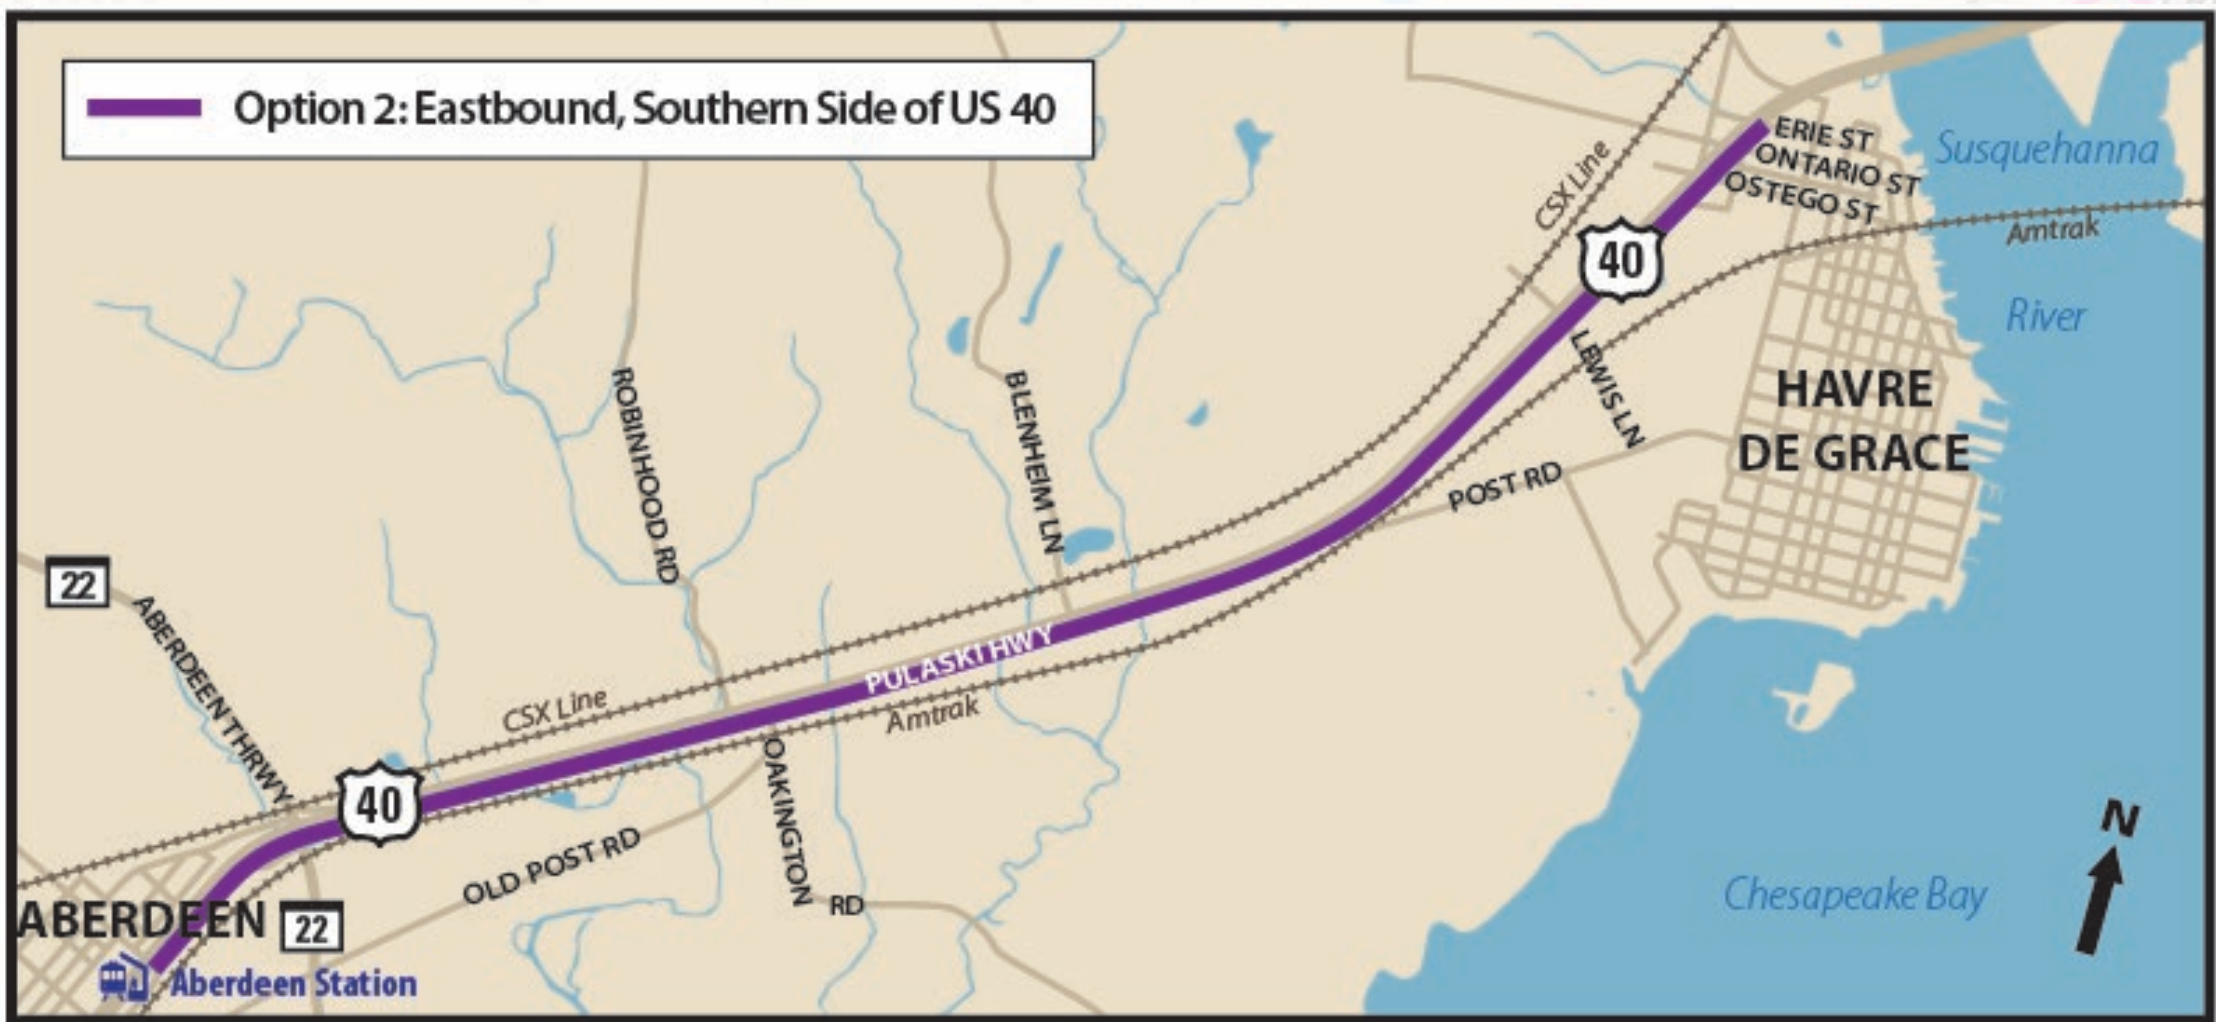 Option 2: Eastbound, Southern Side of US 40
ERIE ST
ONTARIO ST
OSTEGO ST
Susquehanna
River
CSX Line
Amtrak
40
LEWIS LN
HAVRE
DE GRACE
POST RD
ROBINHOOD RD
BLENHEIM LN
22
ABERDEEN THRWY
PULASKI HWY
CSX Line
Amtrak
40
OAKINGTON
RD
OLD POST RD
ABERDEEN
22
Aberdeen Station
Chesapeake Bay
N